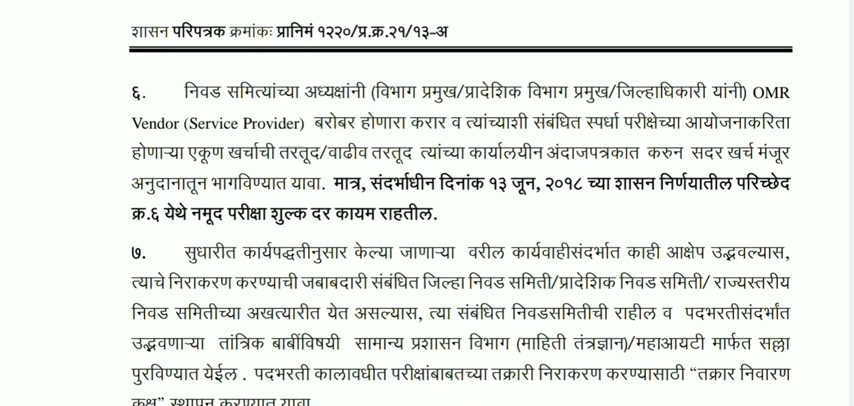 शासन परिपत्रक क्रमांकः प्रानिमं १२२०/प्र.क्र.२१/१३-अ
६. निवड समित्यांच्या अध्यक्षांनी (विभाग प्रमुख/प्रादेशिक विभाग प्रमुख/जिल्हाधिकारी यांनी) OMR
Vendor (Service Provider) बरोबर होणारा करार व त्यांच्याशी संबंधित स्पर्धा परीक्षेच्या आयोजनाकरिता
होणाऱ्या एकूण खर्चाची तरतूद/वाढीव तरतूद त्यांच्या कार्यालयीन अंदाजपत्रकात करुन सदर खर्च मंजूर
अनुदानातून भागविण्यात यावा. मात्र, संदर्भाधीन दिनांक १३ जून, २०१८ च्या शासन निर्णयातील परिच्छेद
क्र.६ येथे नमूद परीक्षा शुल्क दर कायम राहतील.
७. सुधारीत कार्यपद्धतीनुसार केल्या जाणाऱ्या वरील कार्यवाहीसंदर्भात काही आक्षेप उद्भवल्यास,
त्याचे निराकरण करण्याची जबाबदारी संबंधित जिल्हा निवड समिती/प्रादेशिक निवड समिती/ राज्यस्तरीय
निवड समितीच्या अखत्यारीत येत असल्यास, त्या संबंधित निवडसमितीची राहील व पदभरतीसंदर्भांत
उद्भवणाऱ्या तांत्रिक बाबींविषयी सामान्य प्रशासन विभाग (माहिती तंत्रज्ञान)/महाआयटी मार्फत सल्ला
पुरविण्यात येईल . पदभरती कालावधीत परीक्षांबाबतच्या तक्रारी निराकरण करण्यासाठी “तक्रार निवारण
कक्ष” स्थापन करण्यात यावा